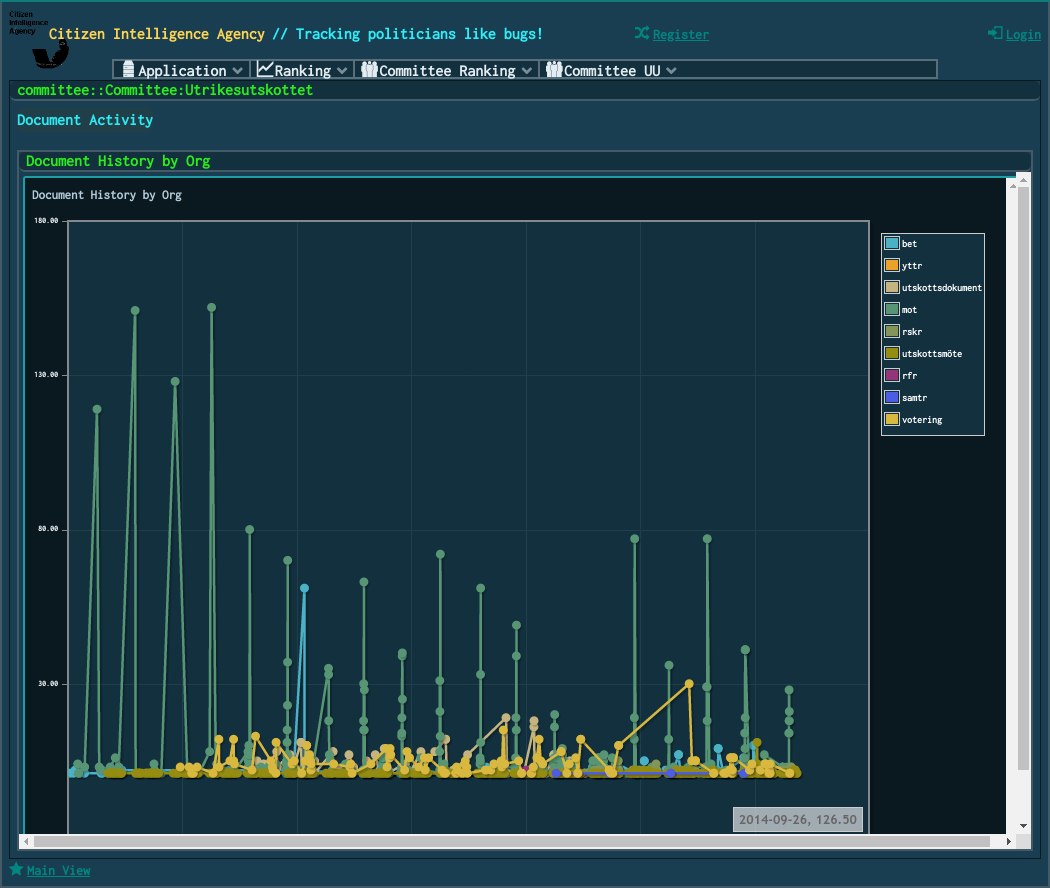 Citizen
Intelligence
Agency
Citizen Intelligence Agency // Tracking politicians like bugs!
Register
Login
Application
Ranking
Committee Ranking
Committee UU
committee::Committee:Utrikesutskottet
Document Activity
Document History by Org
Document History by Org
180.00
130.00
80.00
30.00
bet
yttr
utskottsdokument
mot
rskr
utskottsmöte
rfr
samtr
votering
2014-09-26, 126.50
Main View